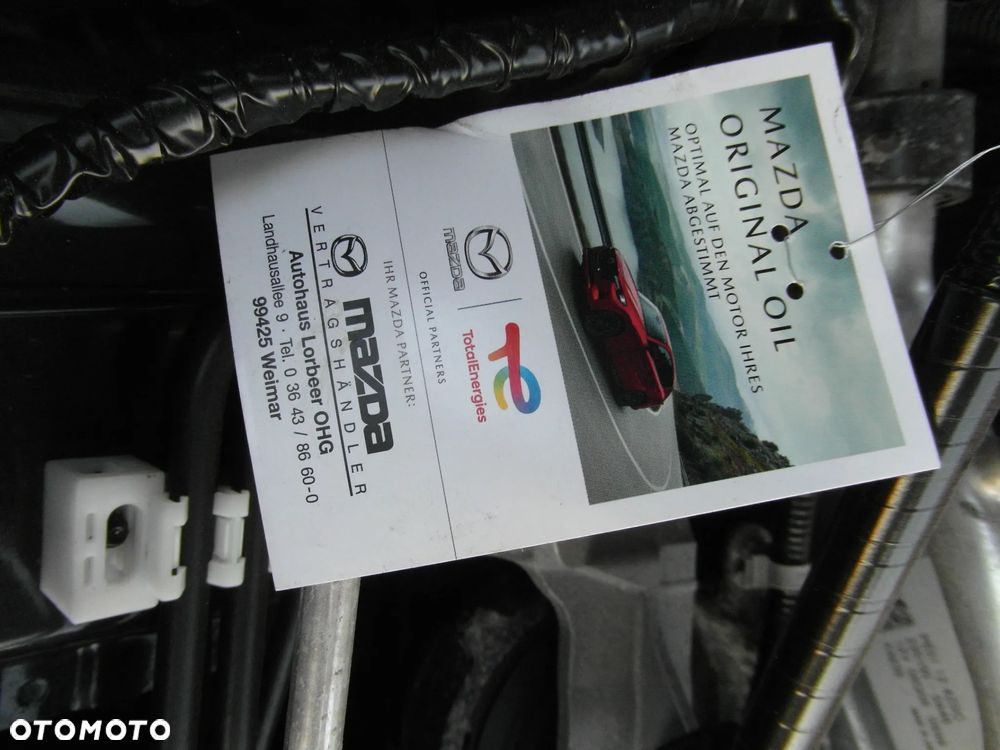 MAZDA
ORIGINAL OIL
OPTIMAL AUF DEN MOTOR IHRES
MAZDA ABGESTIMMT
mazda
TotalEnergies
OFFICIAL PARTNERS
IHR MAZDA PARTNER:
mazda
VERTRAGSHÄNDLER
Autohaus Lorbeer OHG
Landhausallee 9 · Tel. 0 36 43 / 86 60-0
99425 Weimar
OTOMOTO